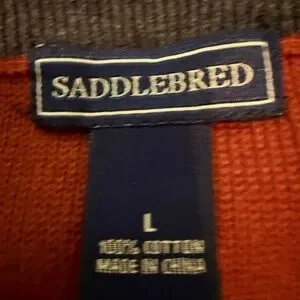 SADDLEBRED
L
100% COTTON
MADE IN CHINA